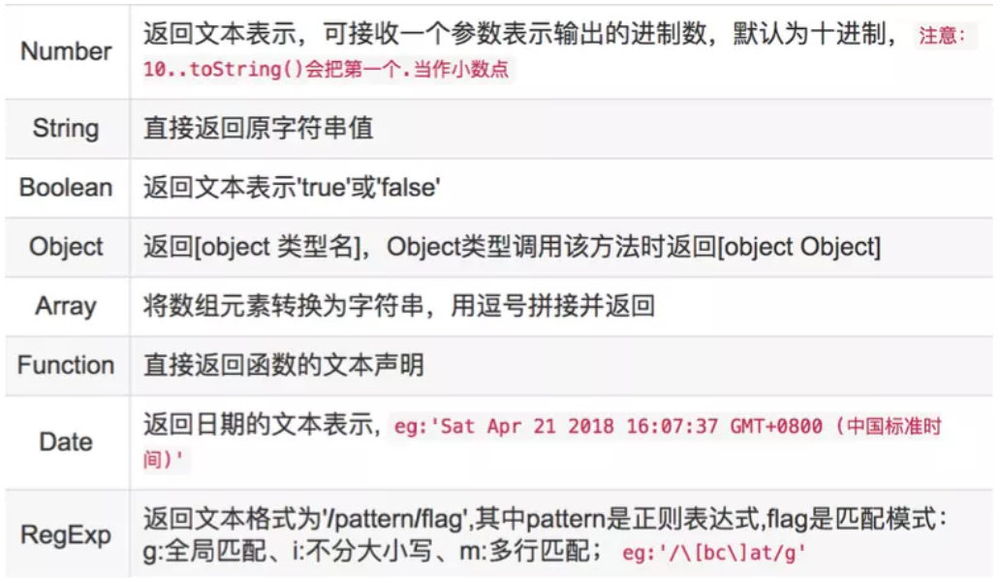 Number
返回文本表示，可接收一个参数表示输出的进制数，默认为十进制， 注意：
10..toString()会把第一个.当作小数点
String
直接返回原字符串值
Boolean
返回文本表示'true'或'false'
Object
返回[object 类型名]，Object类型调用该方法时返回[object Object]
Array
将数组元素转换为字符串，用逗号拼接并返回
Function
直接返回函数的文本声明
Date
返回日期的文本表示, eg:'Sat Apr 21 2018 16:07:37 GMT+0800 (中国标准时
间)'
RegExp
返回文本格式为'/pattern/flag',其中pattern是正则表达式,flag是匹配模式：
g:全局匹配、i:不分大小写、m:多行匹配； eg:'/\[bc\]at/g'